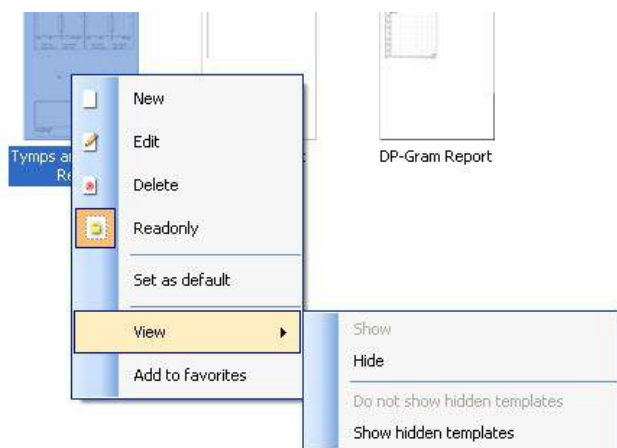 New
Edit
Tymps a
Re
DP-Gram Report
Delete
Readonly
Set as default
View
Show
Hide
Add to favorites
Do not show hidden templates
Show hidden templates